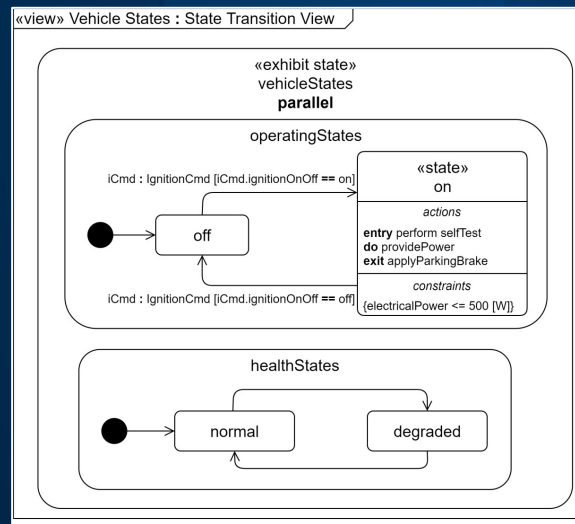 «view» Vehicle States : State Transition View
«exhibit state»
vehicleStates
parallel
operatingStates
iCmd : IgnitionCmd [iCmd.ignitionOnOff == on]
off
«state»
on
actions
entry perform selfTest
do providePower
exit applyParkingBrake
constraints
{electricalPower <= 500 [W]}
iCmd : IgnitionCmd [iCmd.ignitionOnOff == off]
healthStates
normal
degraded